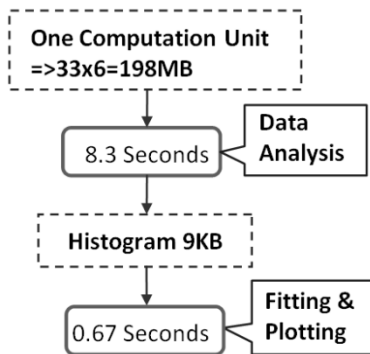 One Computation Unit
=>33x6=198MB
8.3 Seconds
Data
Analysis
Histogram 9KB
0.67 Seconds
Fitting &
Plotting